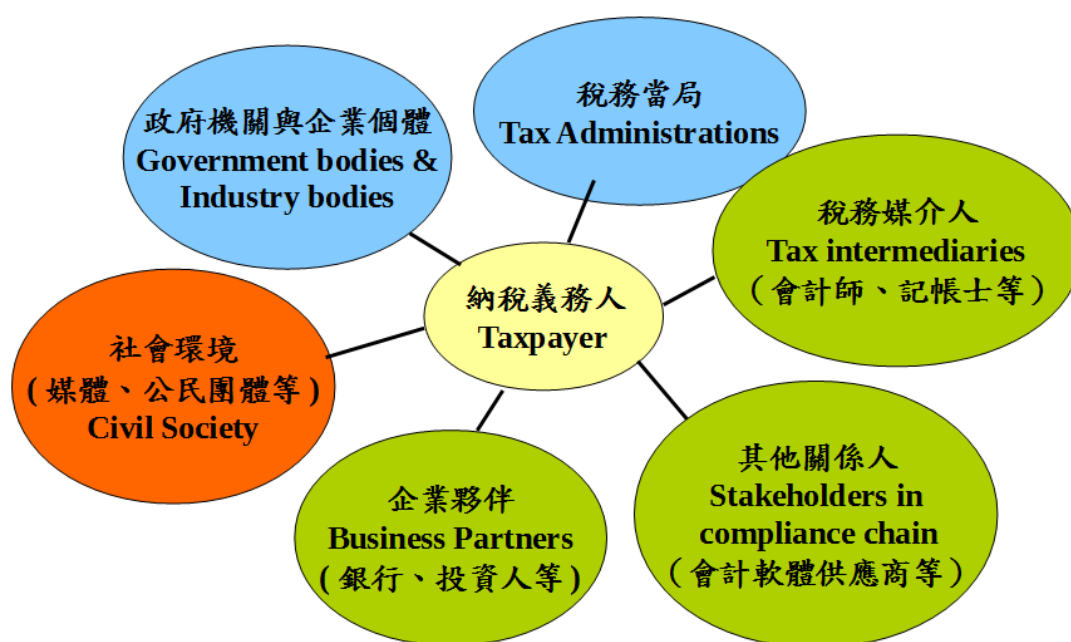 政府機關與企業個體
Government bodies &
Industry bodies
稅務當局
Tax Administrations
稅務媒介人
Tax intermediaries
（會計師、記帳士等）
納稅義務人
Taxpayer
社會環境
( 媒體、公民團體等 )
Civil Society
企業夥伴
Business Partners
( 銀行、投資人等 )
其他關係人
Stakeholders in
compliance chain
（會計軟體供應商等）